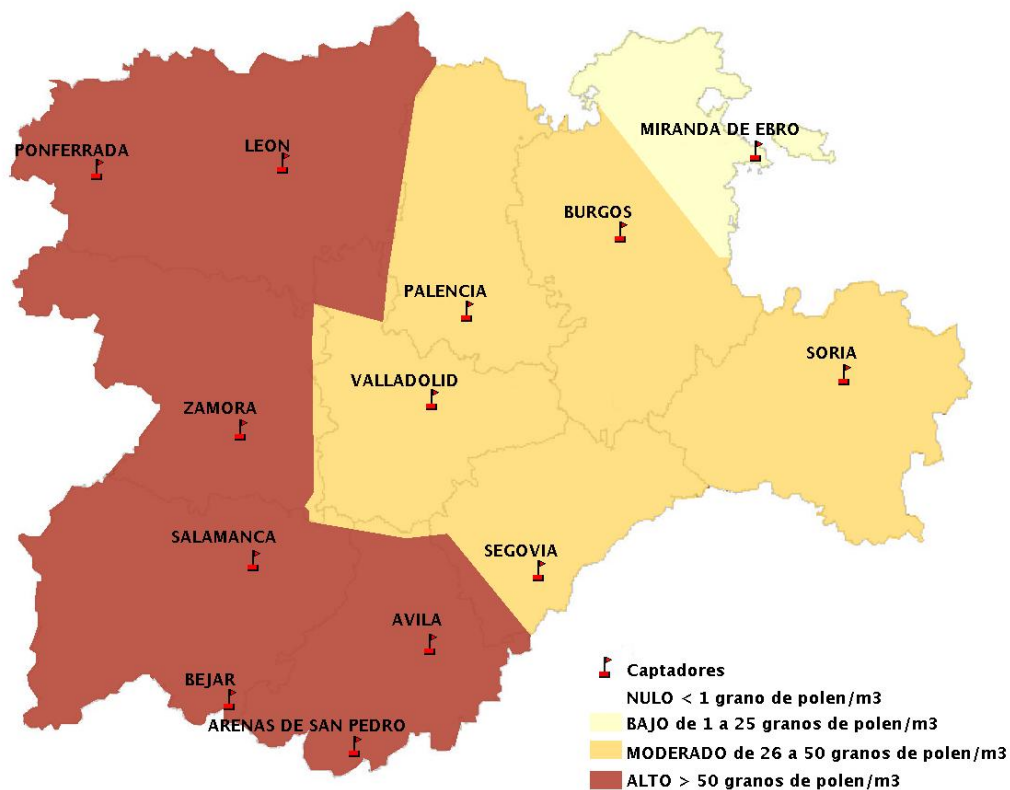 MIRANDA DE EBRO
LEON
PONFERRADA
BURGOS
PALENCIA
SORIA
VALLADOLID
ZAMORA
SALAMANCA
SEGOVIA
AVILA
BEJAR
ARENAS DE SAN PEDRO
Captadores
NULO < 1 grano de polen/m3
BAJO de 1 a 25 granos de polen/m3
MODERADO de 26 a 50 granos de polen/m3
ALTO > 50 granos de polen/m3